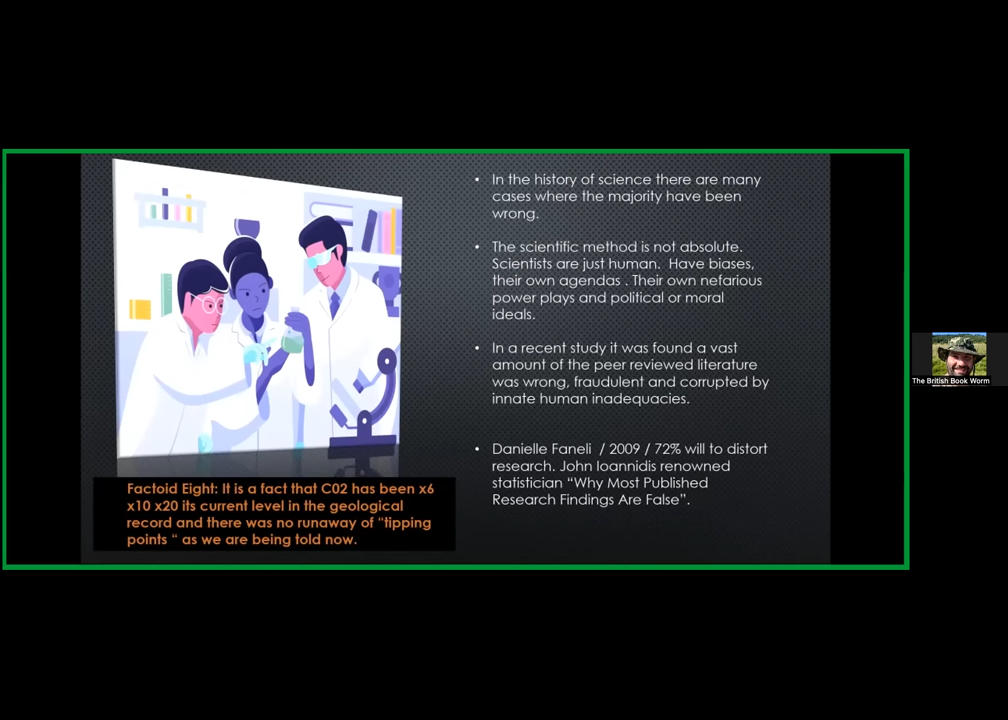 In the history of science there are many
cases where the majority have been
wrong.
The scientific method is not absolute.
Scientists are just human.  Have biases,
their own agendas . Their own nefarious
power plays and political or moral
ideals.
In a recent study it was found a vast
amount of the peer reviewed literature
was wrong, fraudulent and corrupted by
innate human inadequacies.
Danielle Faneli  / 2009 / 72% will to distort
research. John Ioannidis renowned
statistician “Why Most Published
Research Findings Are False”.
Factoid Eight: It is a fact that C02 has been x6
x10 x20 its current level in the geological
record and there was no runaway of “tipping
points “ as we are being told now.
The British Book Worm